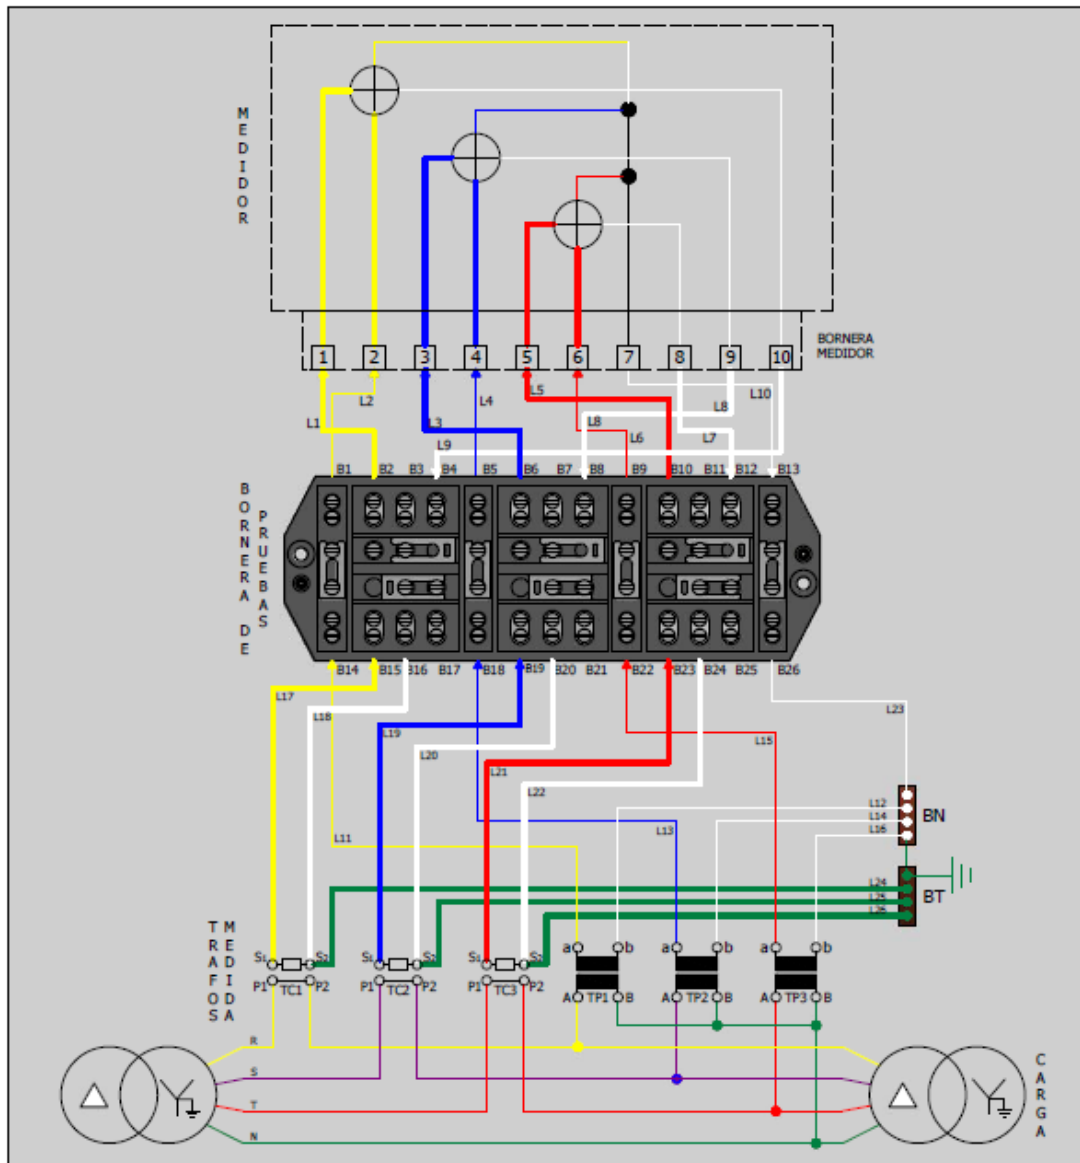 MEDIDOR
1 2 3 4 5 6 7 8 9 10
BORNERA
MEDIDOR
L1 L2 L3 L4 L5 L6 L7 L8 L8 L9 L10
B1 B2 B3 B4 B5 B6 B7 B8 B9 B10 B11 B12 B13
BORNERA DE
PRUEBAS
B14 B15 B16 B17 B18 B19 B20 B21 B22 B23 B24 B25 B26
L17 L18 L19 L20 L21 L22 L15 L23
L11 L13
L12
L14
L16
BN
L24
L25
L26
BT
TRAFOS
MEDIDA
S1 S2 S1 S2 S1 S2 a b a b a b
P1 TC1 P2 P1 TC2 P2 P1 TC3 P2 A TP1 B A TP2 B A TP3 B
R
S
T
N
CARGA